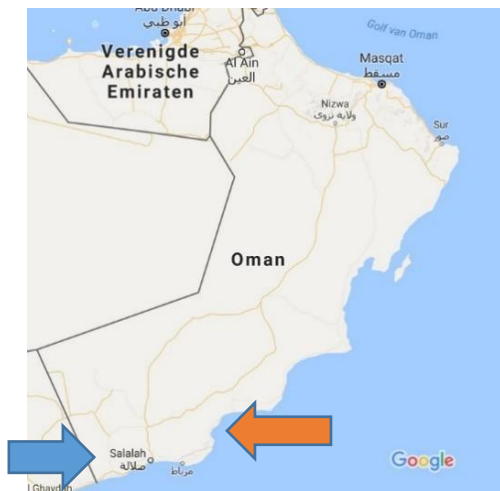 Abu Dhabi
أبو ظبي
Verenigde
Arabische
Emiraten
Al Ain
العين
Golf van Oman
Masqat
مسقط
Nizwa
ولاية نزوى
Sur
صور
Oman
Salalah
صلالة
مرباط
Google